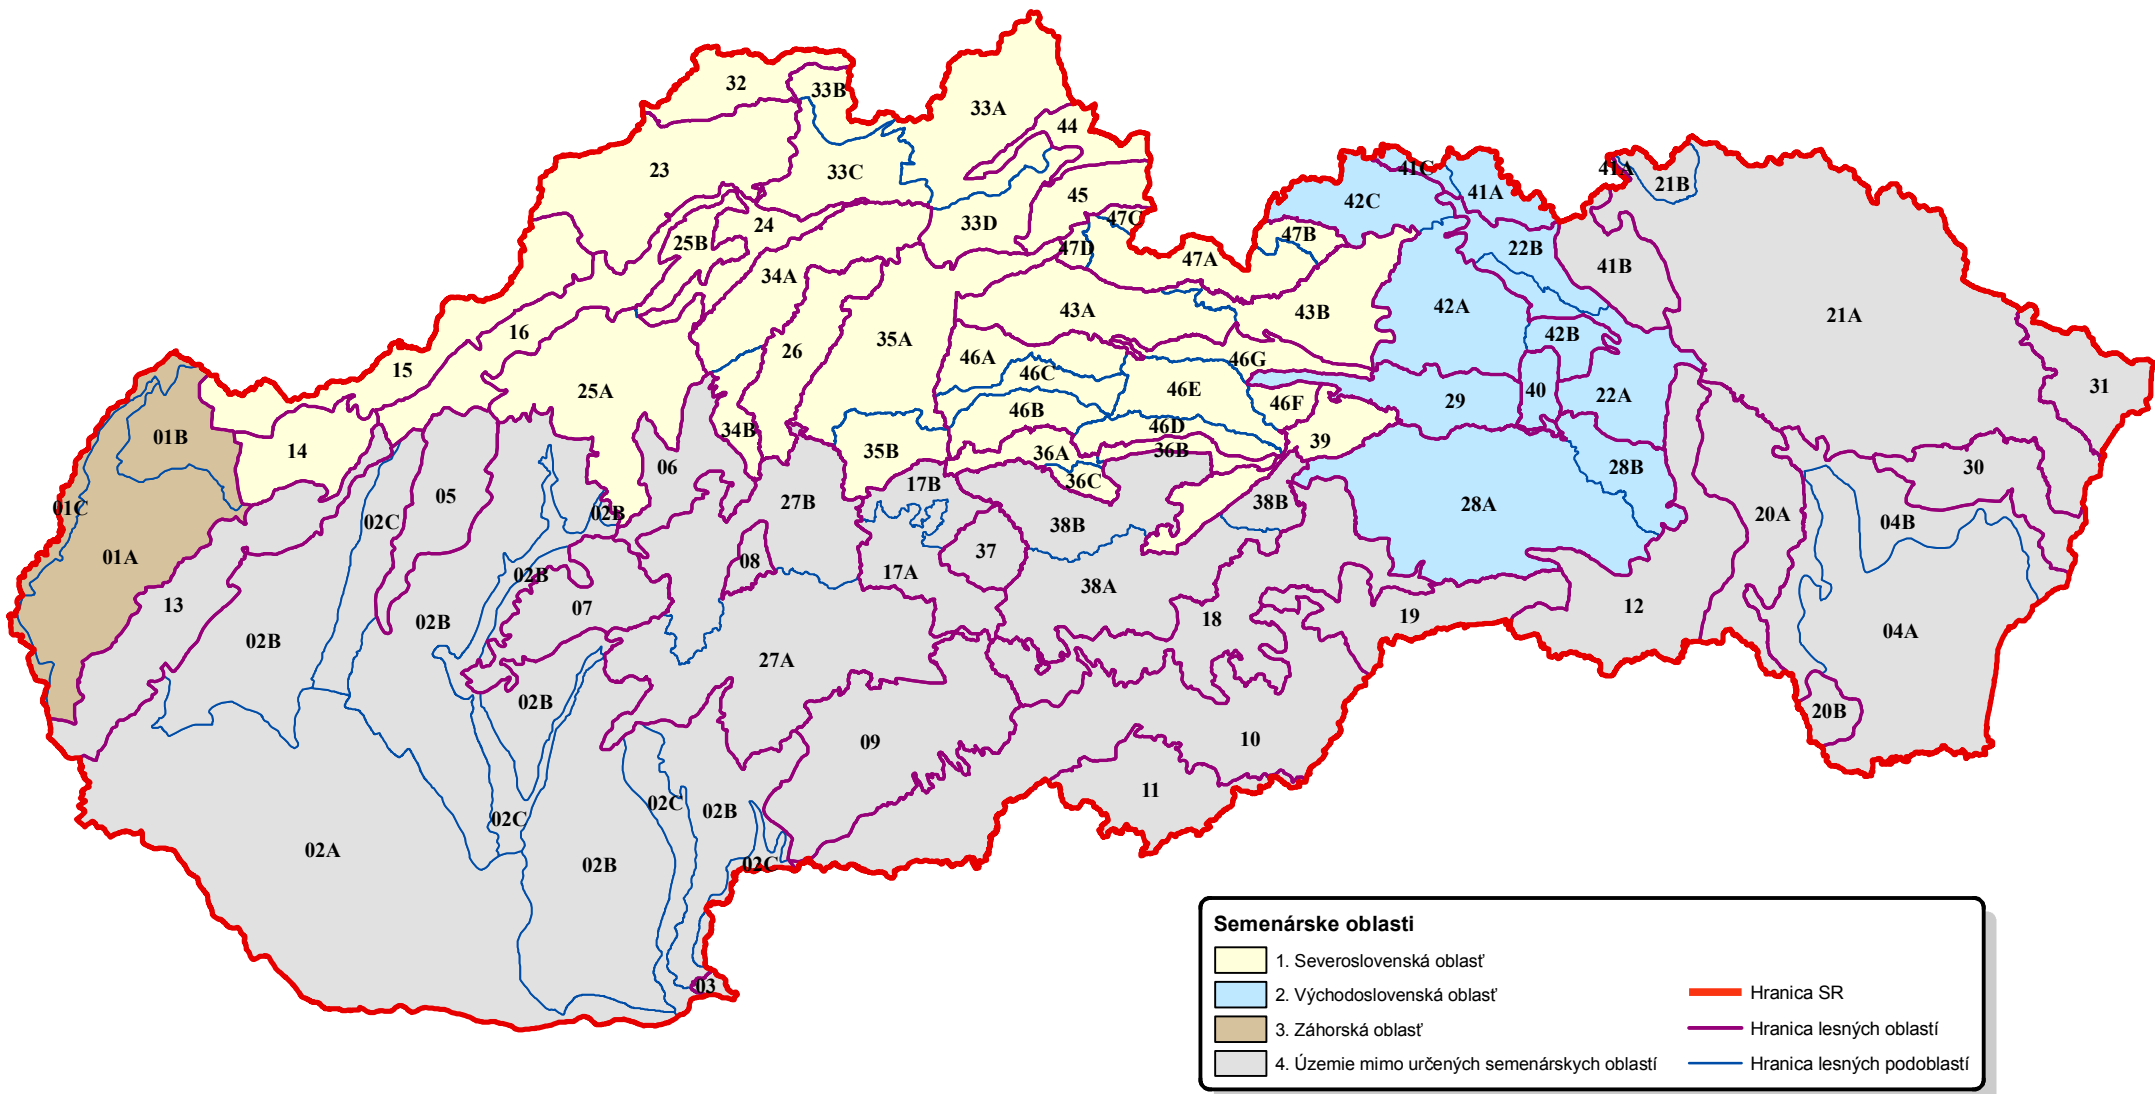 32
33B
33A
44
23
33C
41C
41A
41A
21B
45
42C
47C
24
33D
25B
47B
22B
47D
47A
41B
34A
43A
42A
43B
21A
16
35A
42B
26
46A
46G
15
46C
31
25A
46E
40
22A
46F
29
46B
01B
34B
46D
39
14
35B
36A
36B
28B
30
06
36C
17B
05
27B
38B
28A
01C
02B
02C
38B
20A
04B
37
01A
08
17A
02B
38A
13
07
12
19
18
02B
04A
02B
27A
02B
20B
09
10
11
02C
02B
02C
02A
02B
02C
03
Semenárske oblasti
1. Severoslovenská oblasť
2. Východoslovenská oblasť
3. Záhorská oblasť
4. Územie mimo určených semenárskych oblastí
Hranica SR
Hranica lesných oblastí
Hranica lesných podoblastí